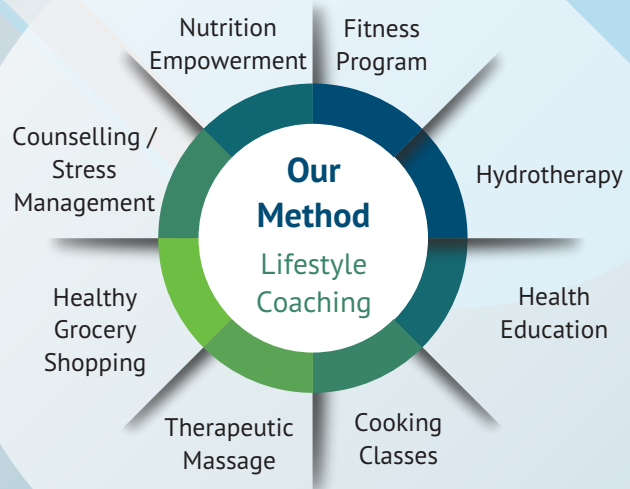 Nutrition
Empowerment
Fitness
Program
Counselling /
Stress
Management
Our
Method
Lifestyle
Coaching
Hydrotherapy
Healthy
Grocery
Shopping
Health
Education
Therapeutic
Massage
Cooking
Classes